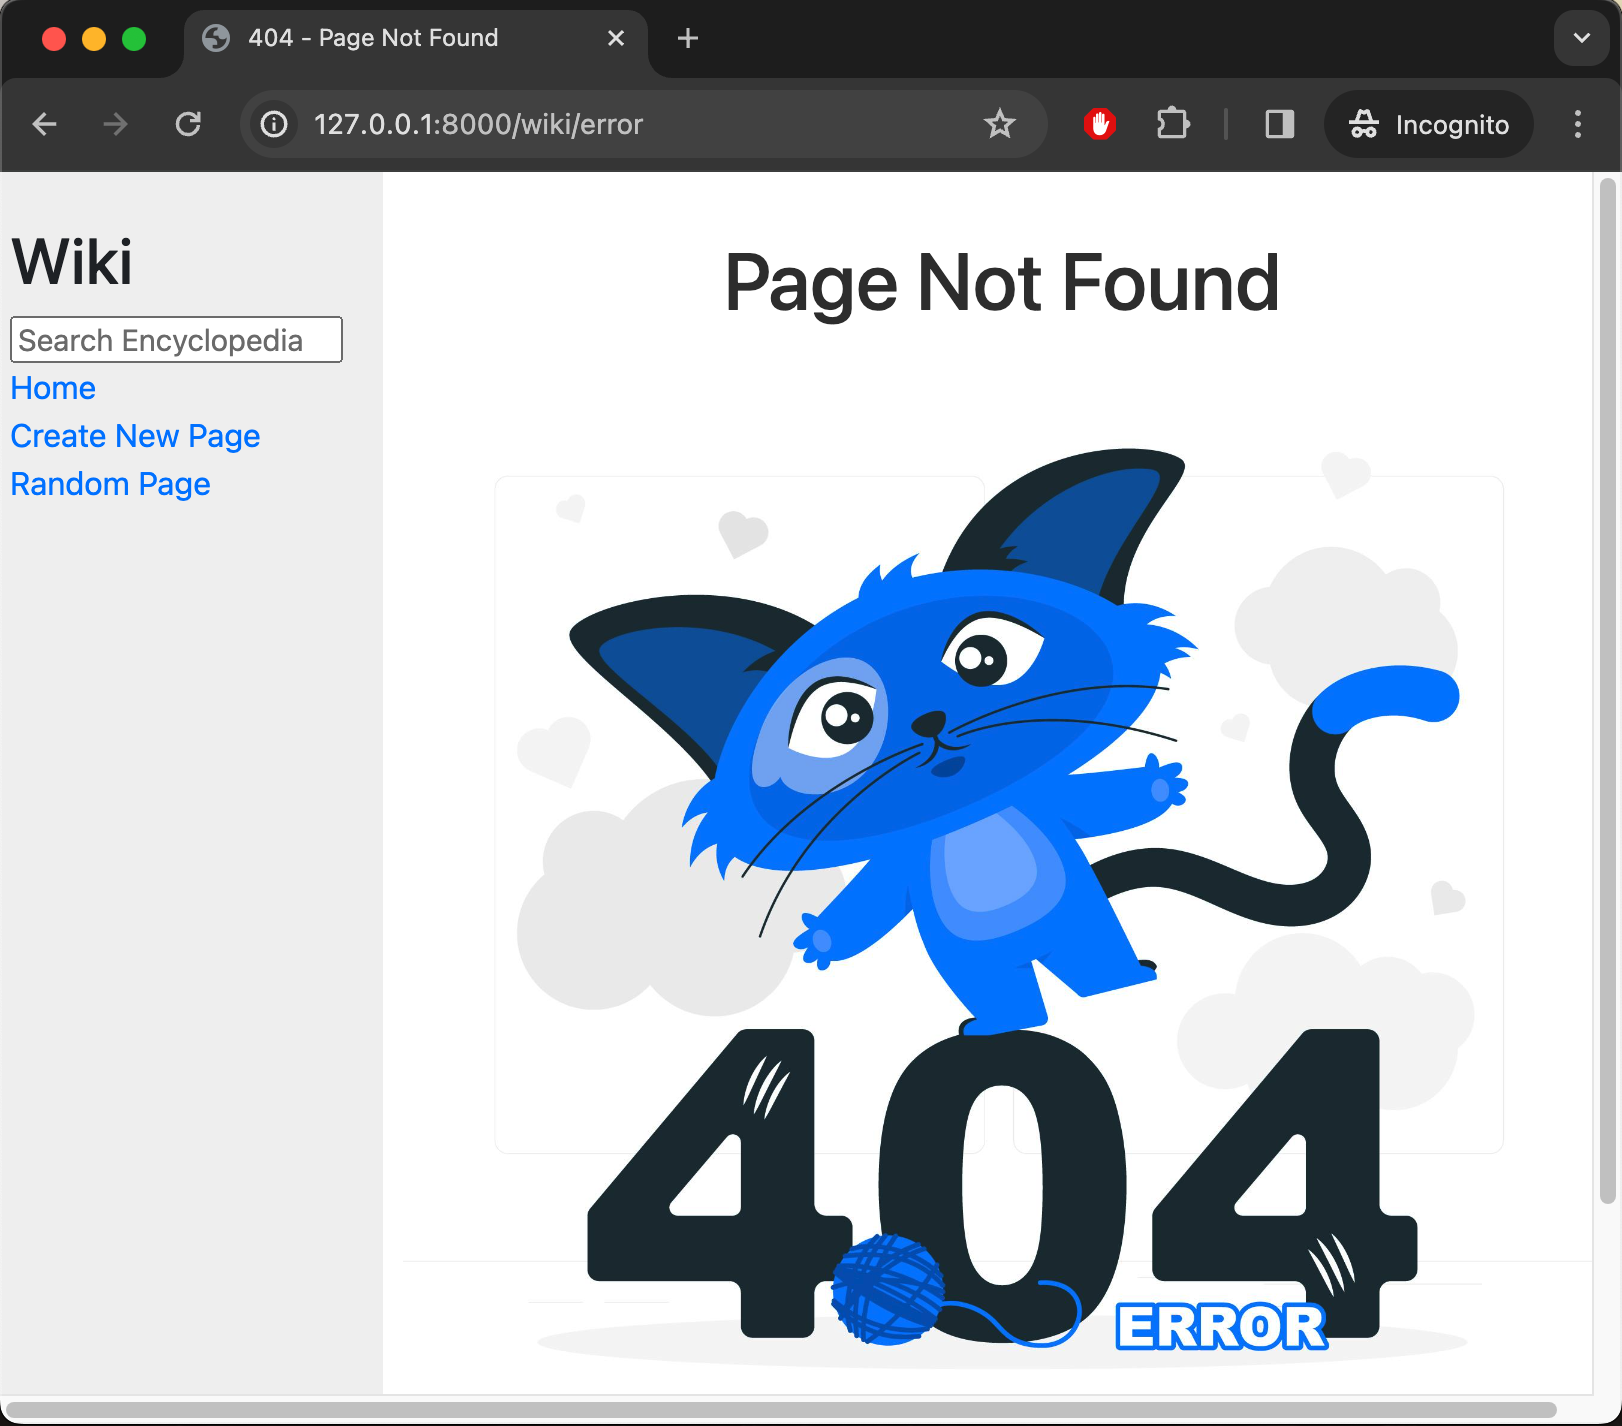 404 - Page Not Found
127.0.0.1:8000/wiki/error
Incognito
Wiki
Search Encyclopedia
Home
Create New Page
Random Page
Page Not Found
404
ERROR